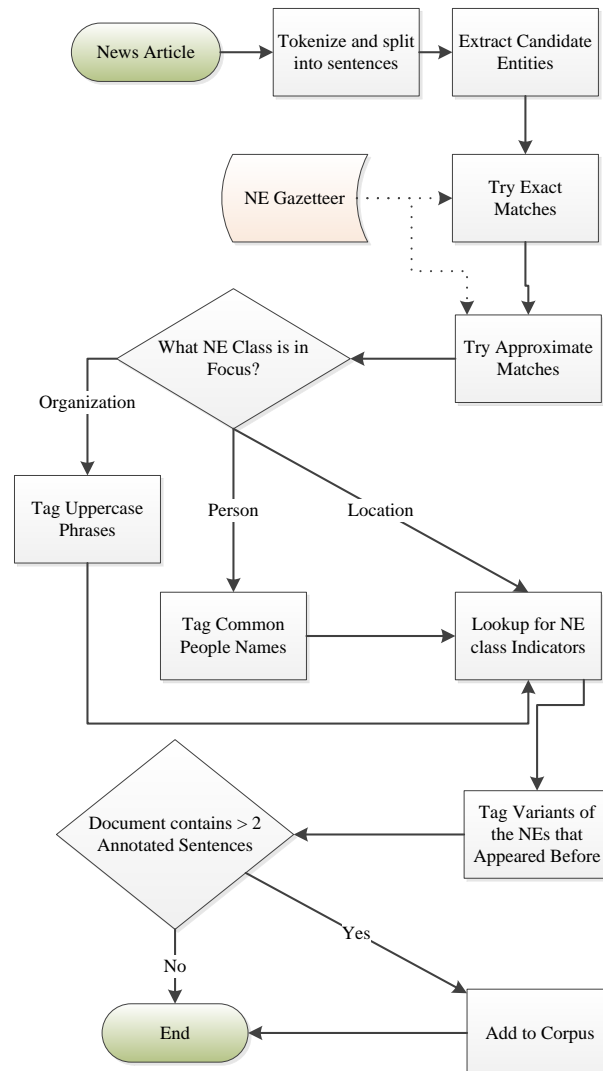 News Article
Tokenize and split
into sentences
Extract Candidate
Entities
NE Gazetteer
Try Exact
Matches
Try Approximate
Matches
What NE Class is in
Focus?
Organization
Person
Location
Tag Uppercase
Phrases
Tag Common
People Names
Lookup for NE
class Indicators
Tag Variants of
the NEs that
Appeared Before
Document contains > 2
Annotated Sentences
Yes
No
End
Add to Corpus